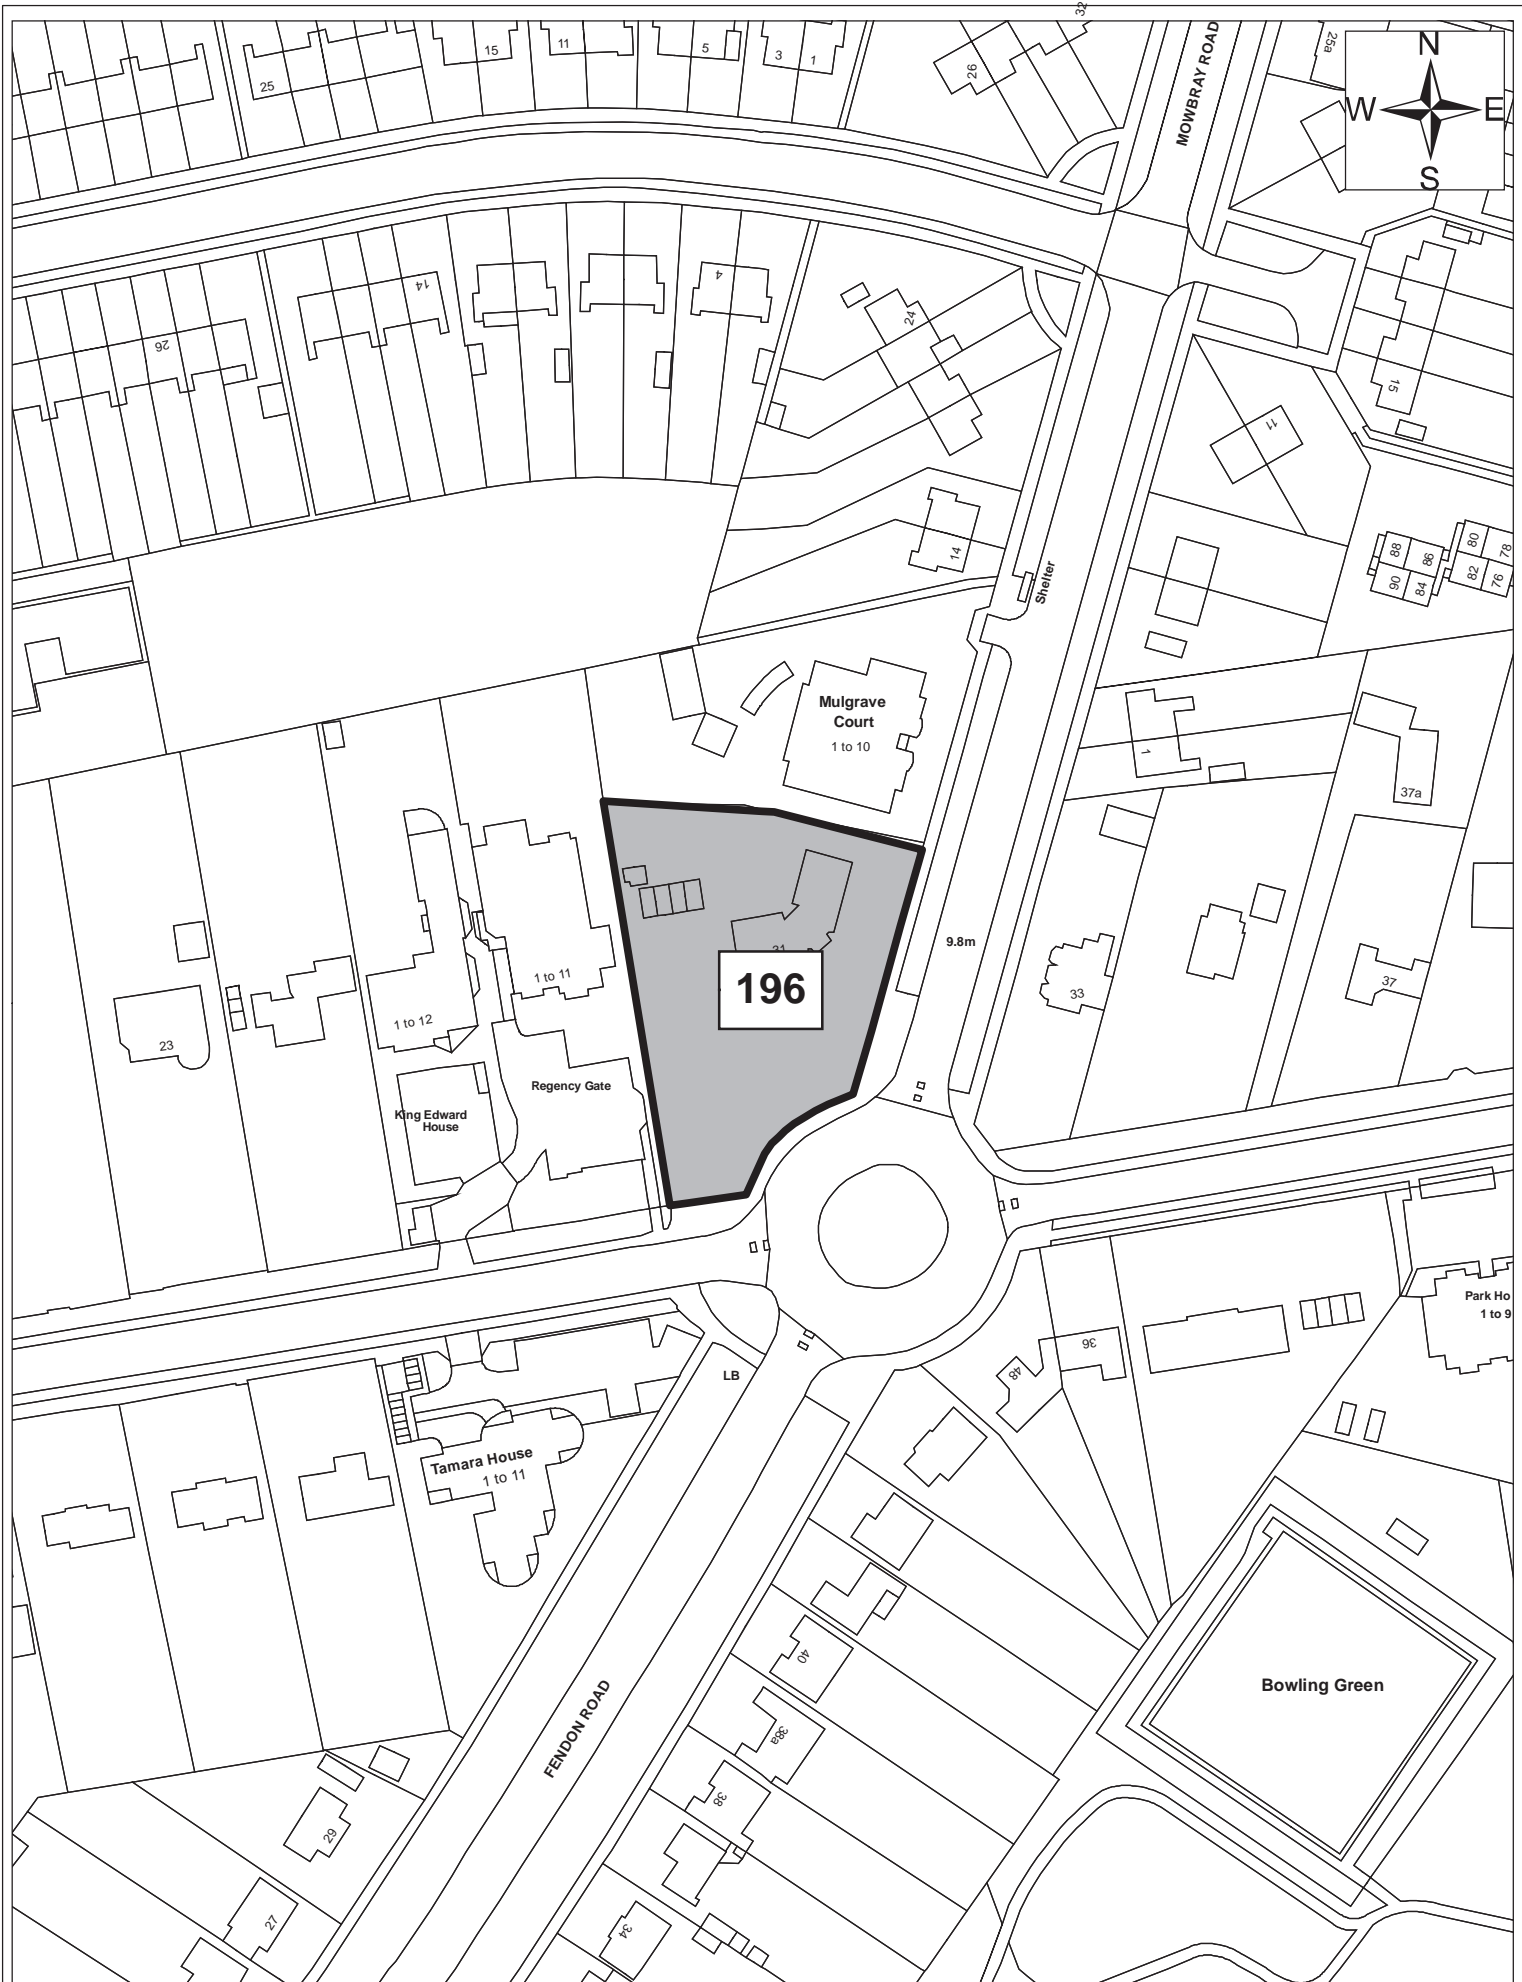 32
25a
N
W
E
S
MOWBRAY ROAD
15
11
5
3
1
25
26
14
4
26
24
15
11
14
Shelter
88
86
80
78
90
84
82
76
Mulgrave
Court
1 to 10
1
37a
31
9.8m
196
1 to 11
33
37
1 to 12
23
Regency Gate
King Edward
House
Park Ho
1 to 9
36
48
LB
Tamara House
1 to 11
40
Bowling Green
FENDON ROAD
38a
38
29
27
34